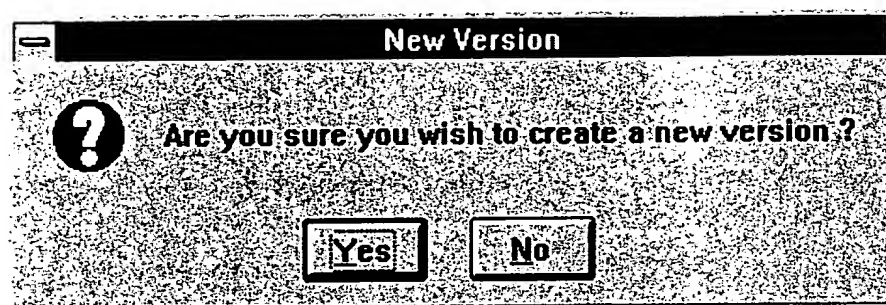 New Version
Are you sure you wish to create a new version ?
Yes
No